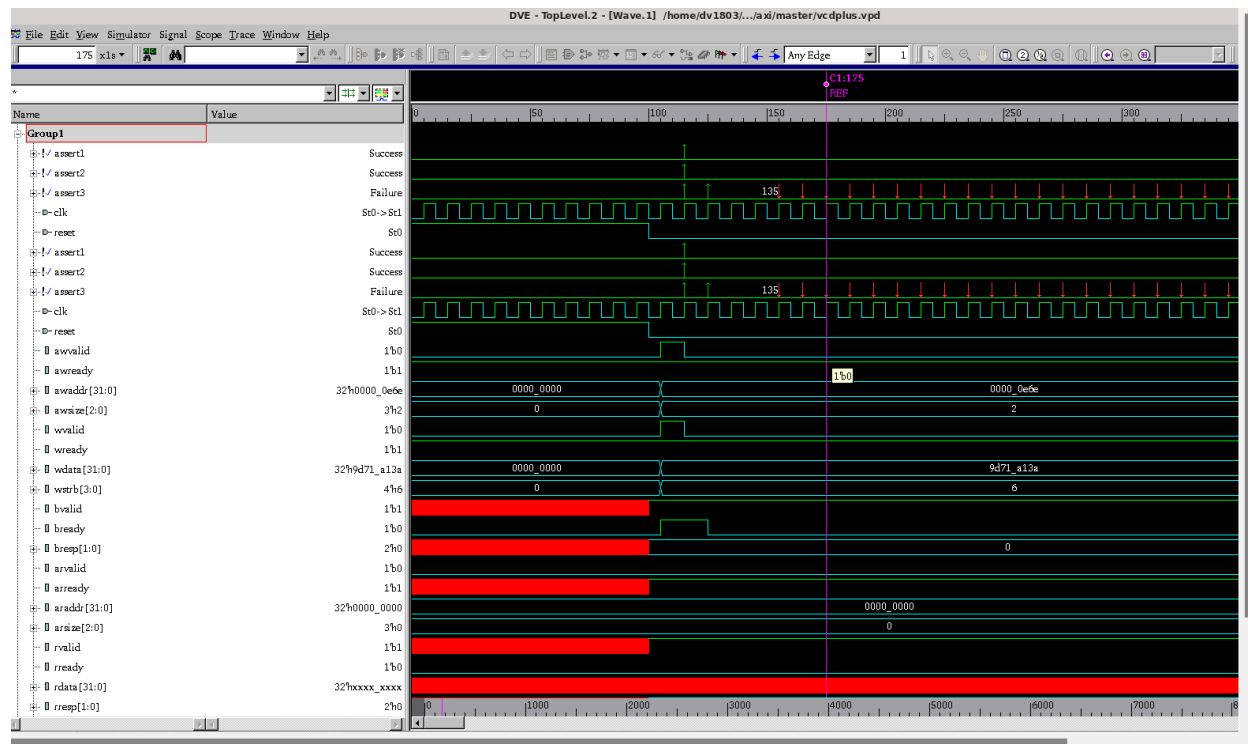 DVE - TopLevel.2 - [Wave.1] /home/dv1803/.../axi/master/vcdplus.vpd
File Edit View Simulator Signal Scope Trace Window Help
175 x1s Any Edge 1
C1:175
* REF
Name Value 0 50 100 150 200 250 300
Group1
assert1 Success
assert2 Success
assert3 Failure 135
clk St0->St1
reset St0
assert1 Success
assert2 Success
assert3 Failure 135
clk St0->St1
reset St0
awvalid 1'b0
awready 1'b1 1'b0
awaddr[31:0] 32'h0000_0e6e 0000_0000 0000_0e6e
awsize[2:0] 3'h2 0 2
wvalid 1'b0
wready 1'b1
wdata[31:0] 32'h9d71_a13a 0000_0000 9d71_a13a
wstrb[3:0] 4'h6 0 6
bvalid 1'b1
bready 1'b0
bresp[1:0] 2'h0 0
arvalid 1'b0
arready 1'b1
araddr[31:0] 32'h0000_0000 0000_0000
arsize[2:0] 3'h0 0
rvalid 1'b1
rready 1'b0
rdata[31:0] 32'hxxxx_xxxx
rresp[1:0] 2'h0 0 1000 2000 3000 4000 5000 6000 7000 8